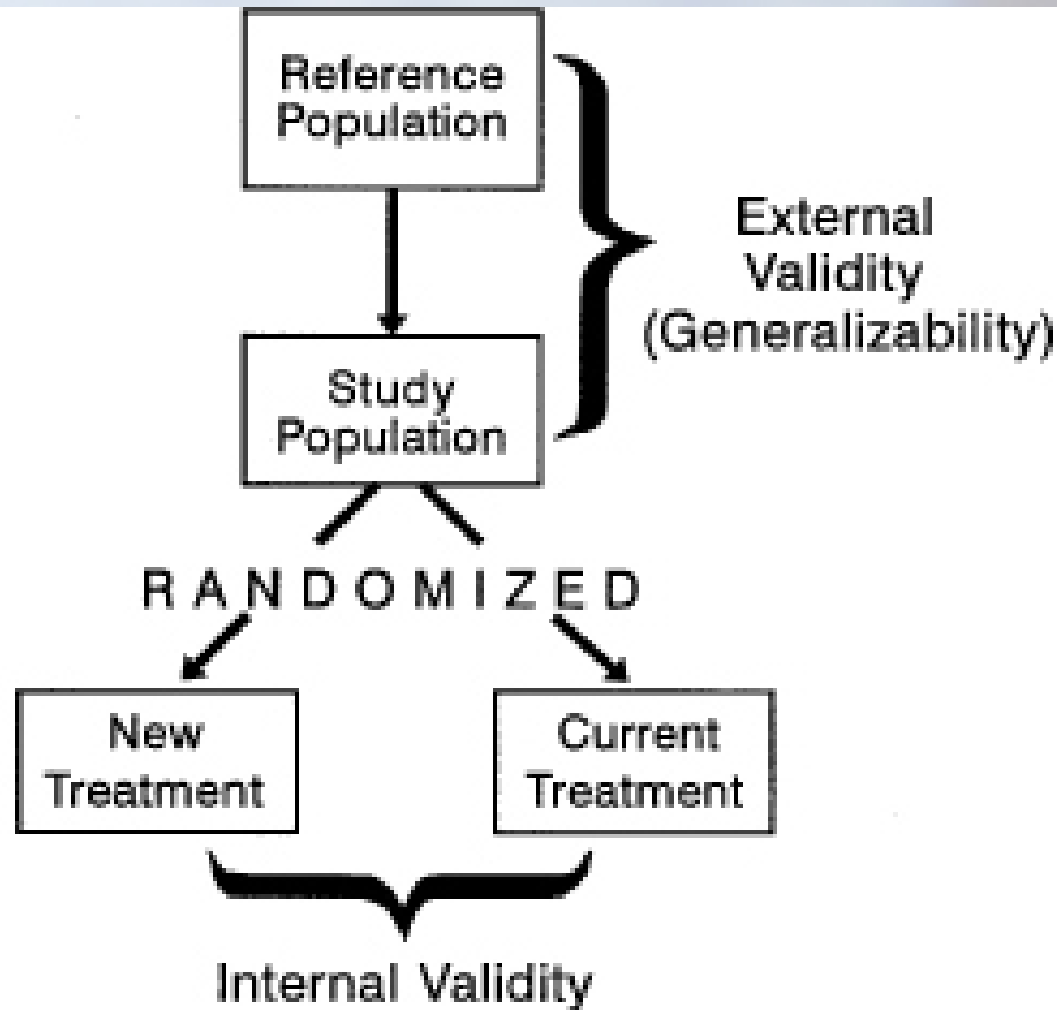 Reference
Population
External
Validity
(Generalizability)
Study
Population
RANDOMIZED
New
Treatment
Current
Treatment
Internal Validity